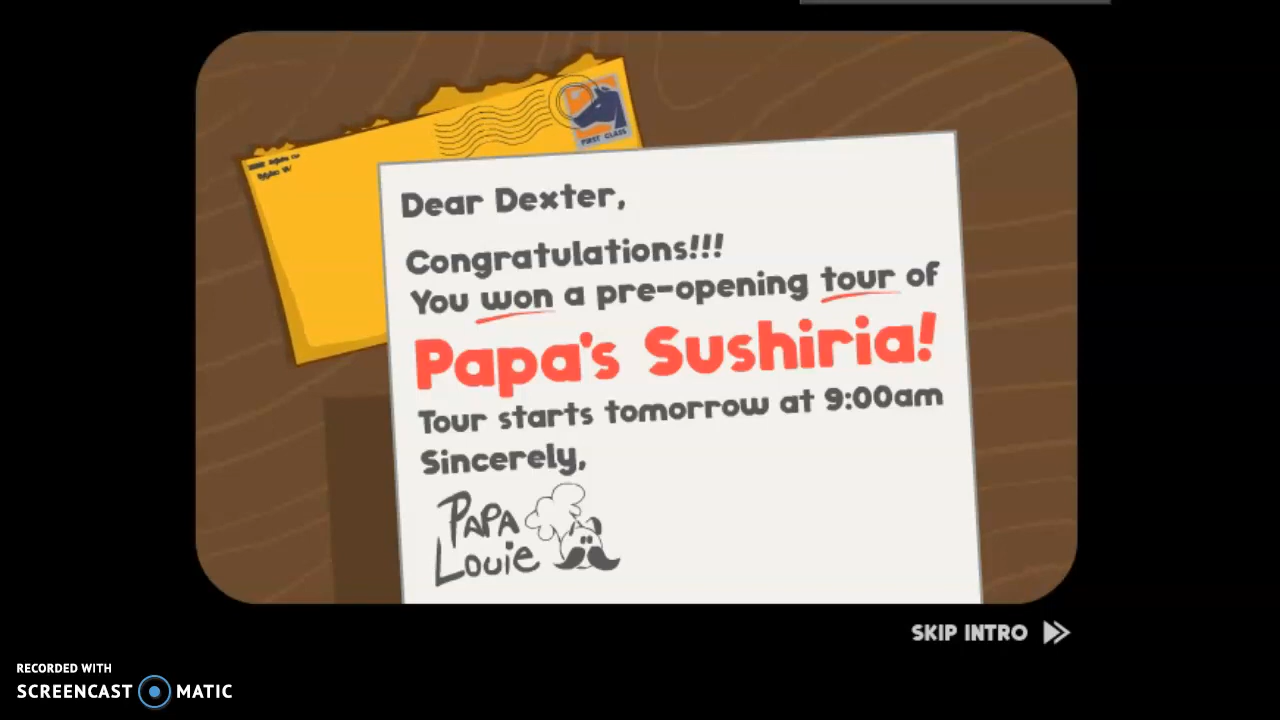 FIRST CLASS
Dear Dexter,
Congratulations!!!
You won a pre-opening tour of
Papa's Sushiria!
Tour starts tomorrow at 9:00am
Sincerely,
PAPA
Louie
SKIP INTRO
RECORDED WITH
SCREENCAST MATIC